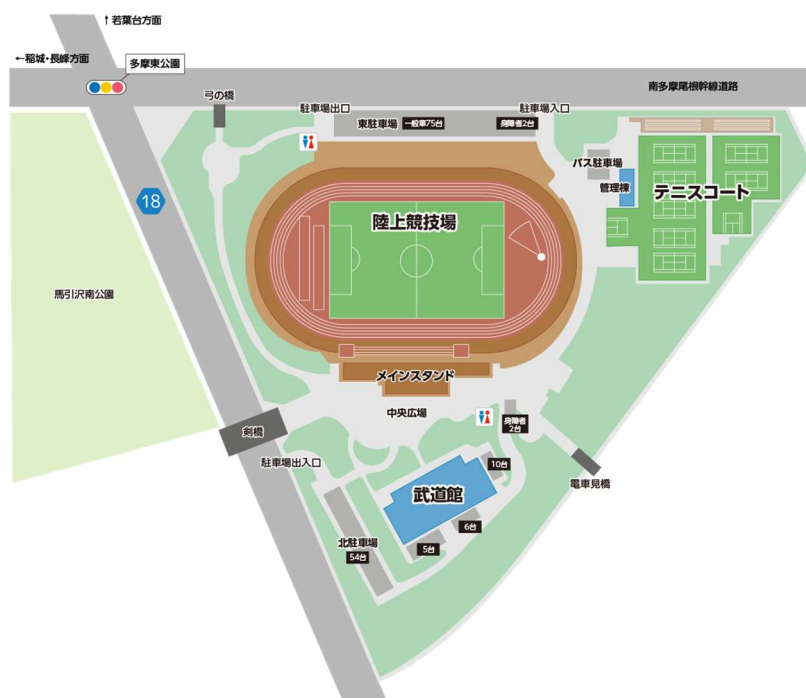 ↑若葉台方面
←稲城・長峰方面
多摩東公園
南多摩尾根幹線道路
弓の橋
駐車場出口
駐車場入口
東駐車場
一般車75台
身障者2台
バス駐車場
管理棟
テニスコート
18
陸上競技場
馬引沢南公園
メインスタンド
中央広場
身障者
2台
剣橋
駐車場出入口
10台
電車見橋
武道館
6台
5台
北駐車場
54台